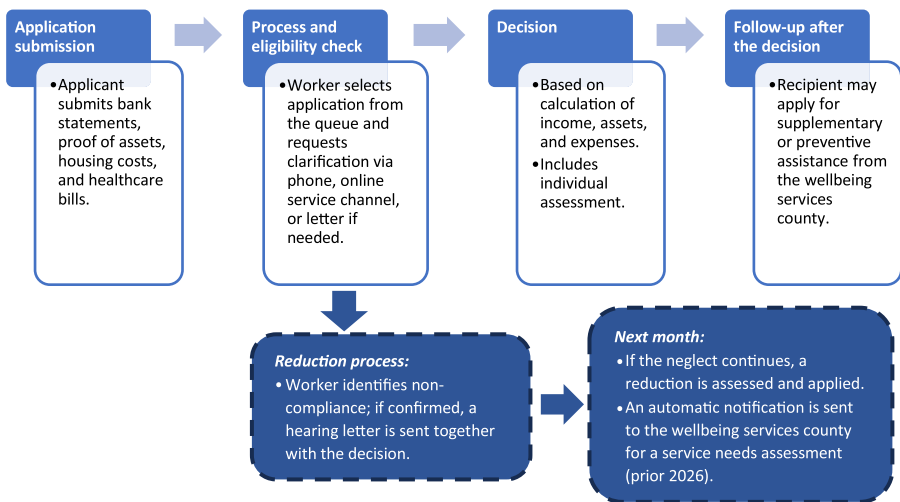 Application
submission
•Applicant
submits bank
statements,
proof of assets,
housing costs,
and healthcare
bills.
Process and
eligibility check
•Worker selects
application from
the queue and
requests
clarification via
phone, online
service channel,
or letter if
needed.
Decision
•Based on
calculation of
income, assets,
and expenses.
•Includes
individual
assessment.
Follow-up after
the decision
•Recipient may
apply for
supplementary
or preventive
assistance from
the wellbeing
services
county.
Reduction process:
• Worker identifies non-
compliance; if confirmed, a
hearing letter is sent together
with the decision.
Next month:
•If the neglect continues, a
reduction is assessed and applied.
•An automatic notification is sent
to the wellbeing services county
for a service needs assessment
(prior 2026).